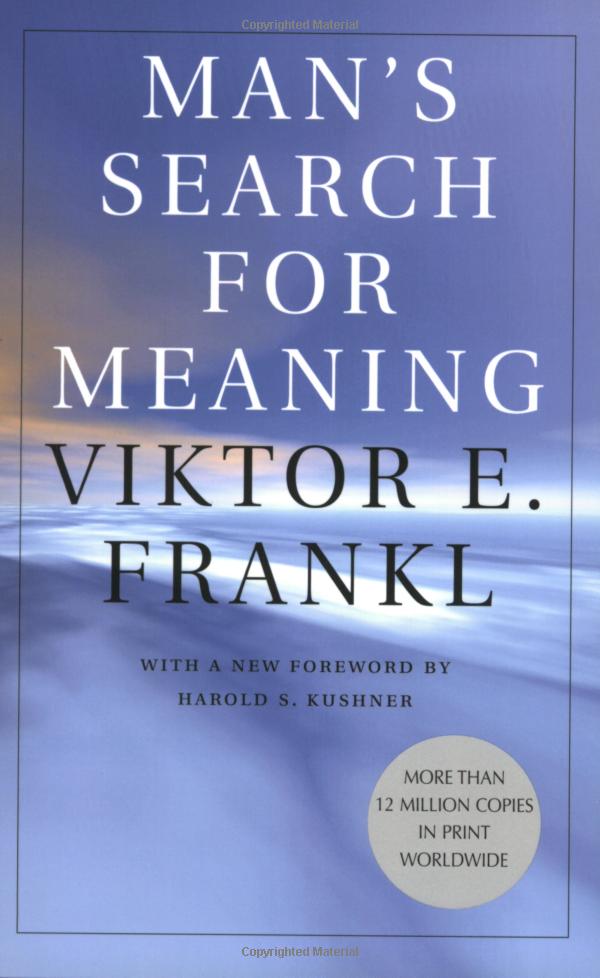 Copyrighted Material
MAN'S
SEARCH
FOR
MEANING
VIKTOR E.
FRANKL
WITH A NEW FOREWORD BY
HAROLD S. KUSHNER
MORE THAN
12 MILLION COPIES
IN PRINT
WORLDWIDE
Copyrighted Material